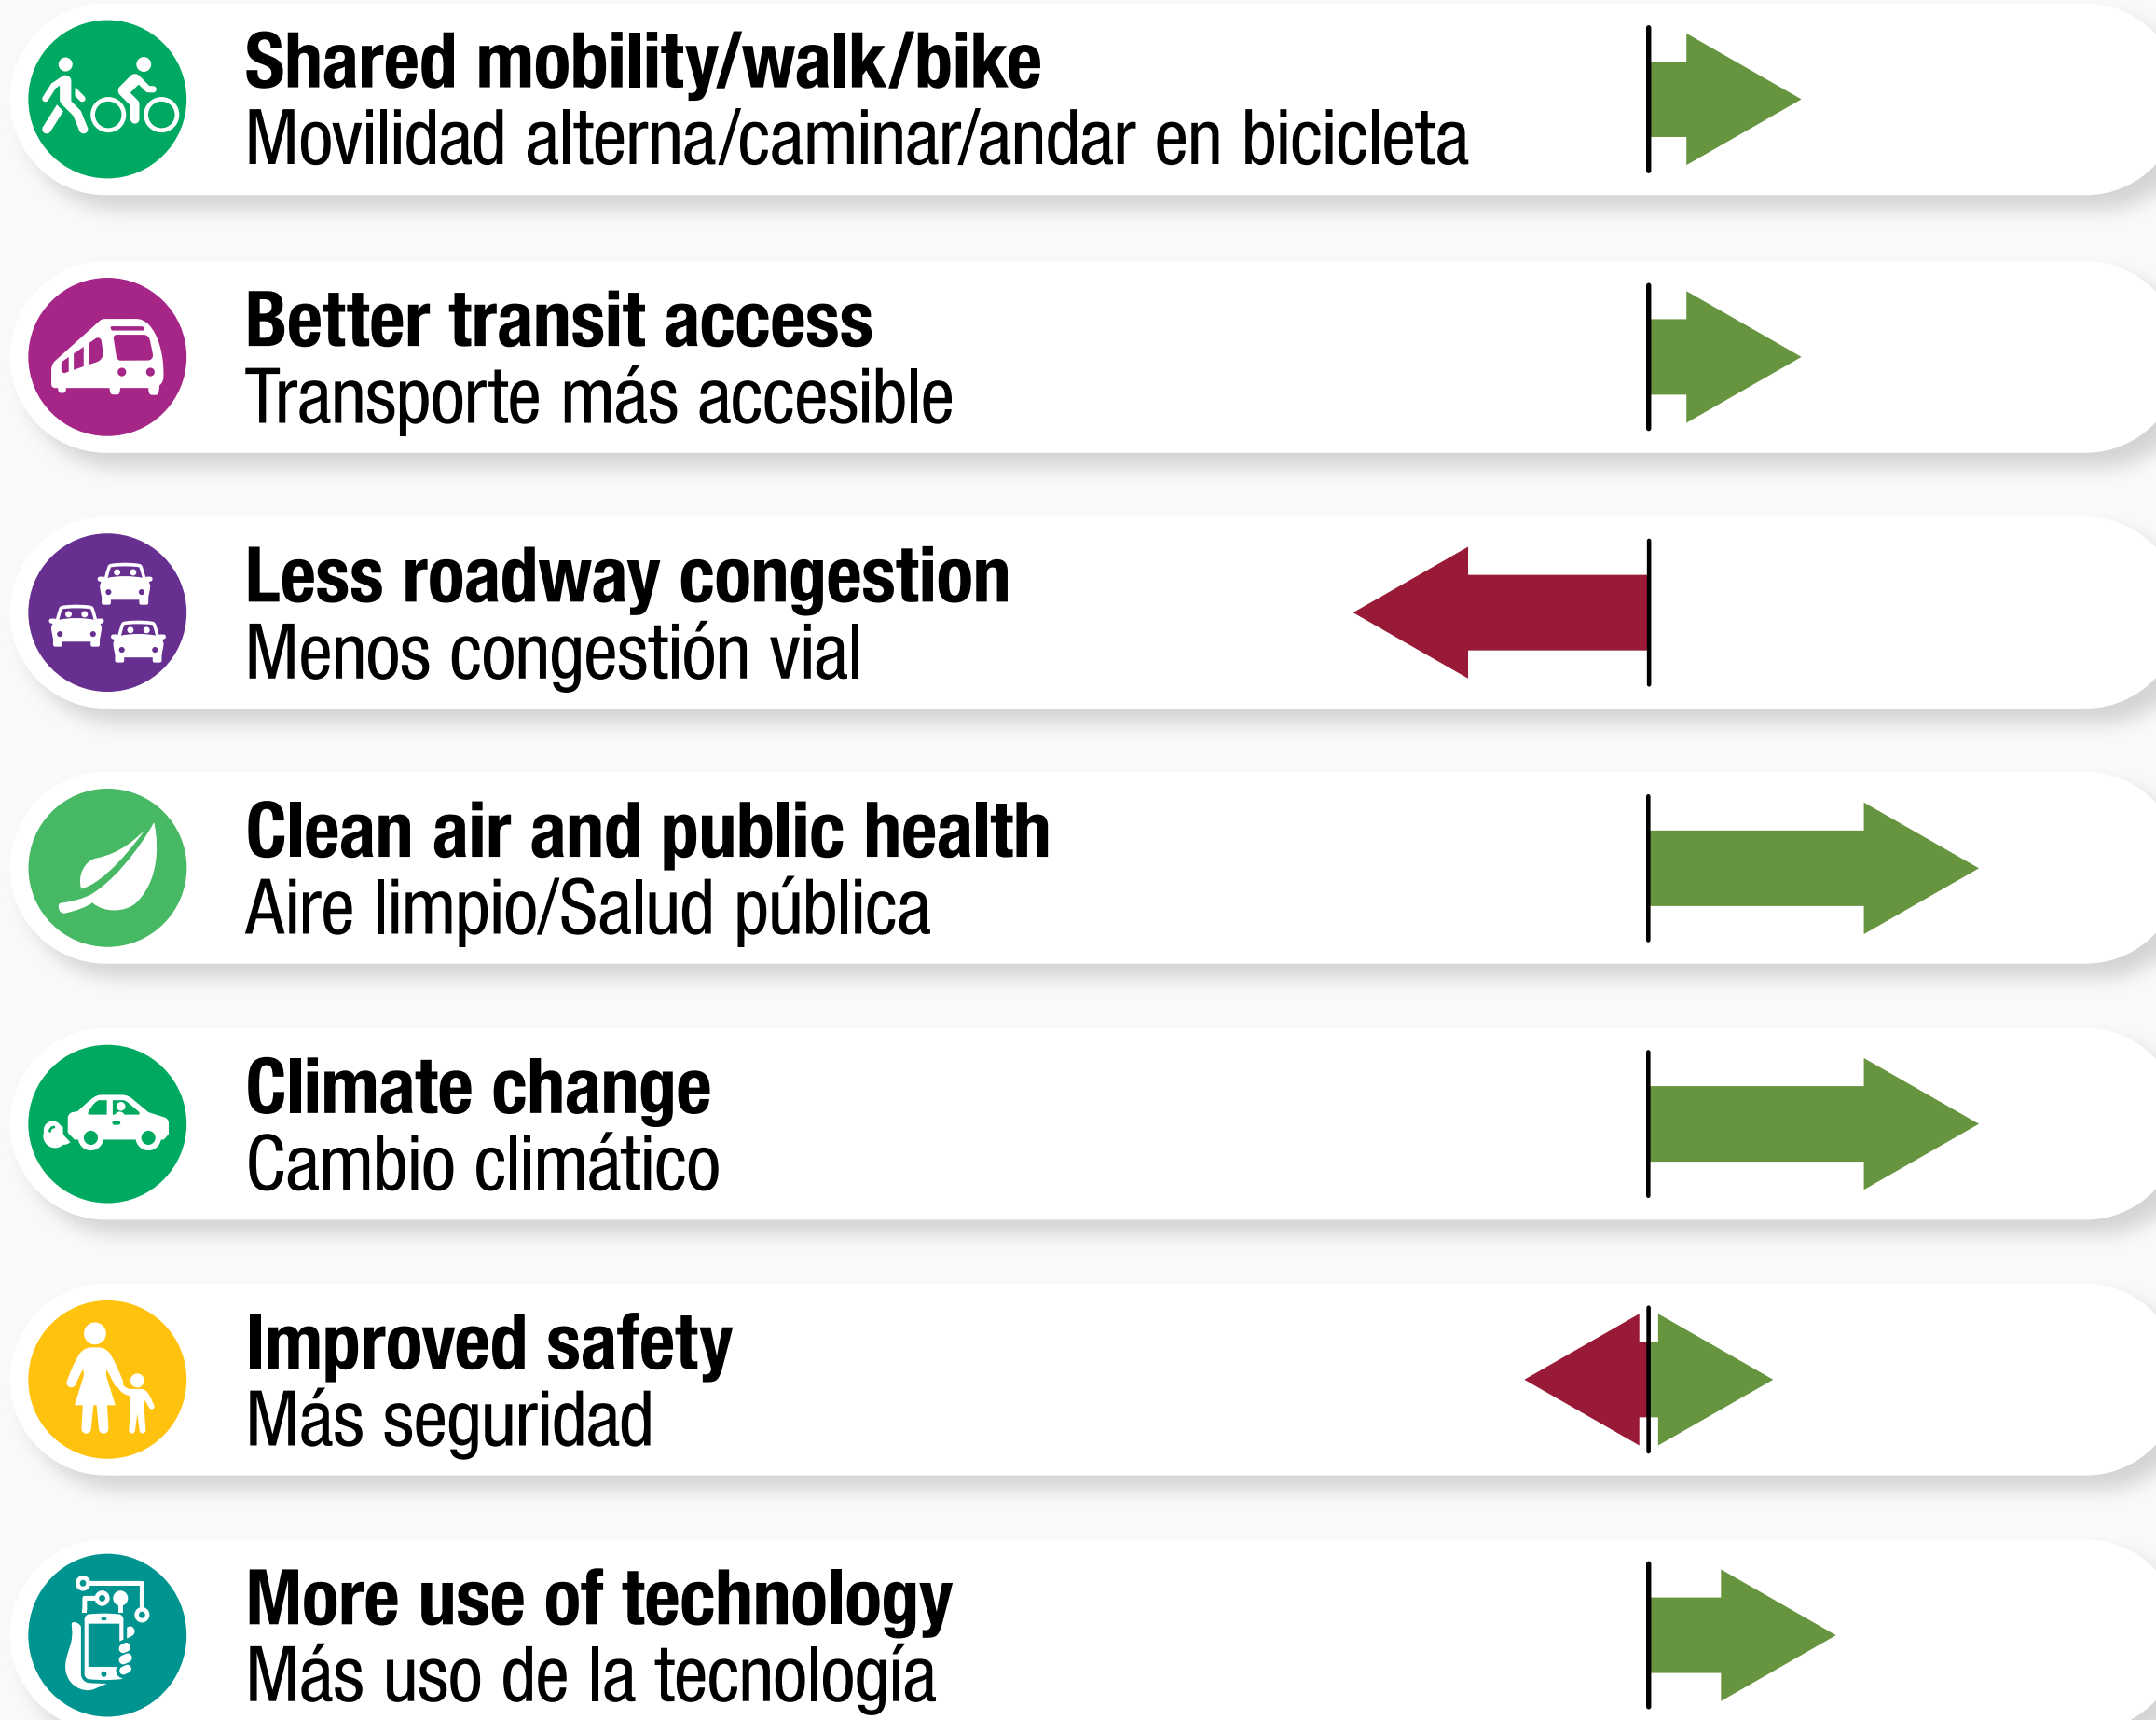 Shared mobility/walk/bike
Movilidad alterna/caminar/andar en bicicleta
Better transit access
Transporte más accesible
Less roadway congestion
Menos congestión vial
Clean air and public health
Aire limpio/Salud pública
Climate change
Cambio climático
Improved safety
Más seguridad
More use of technology
Más uso de la tecnología